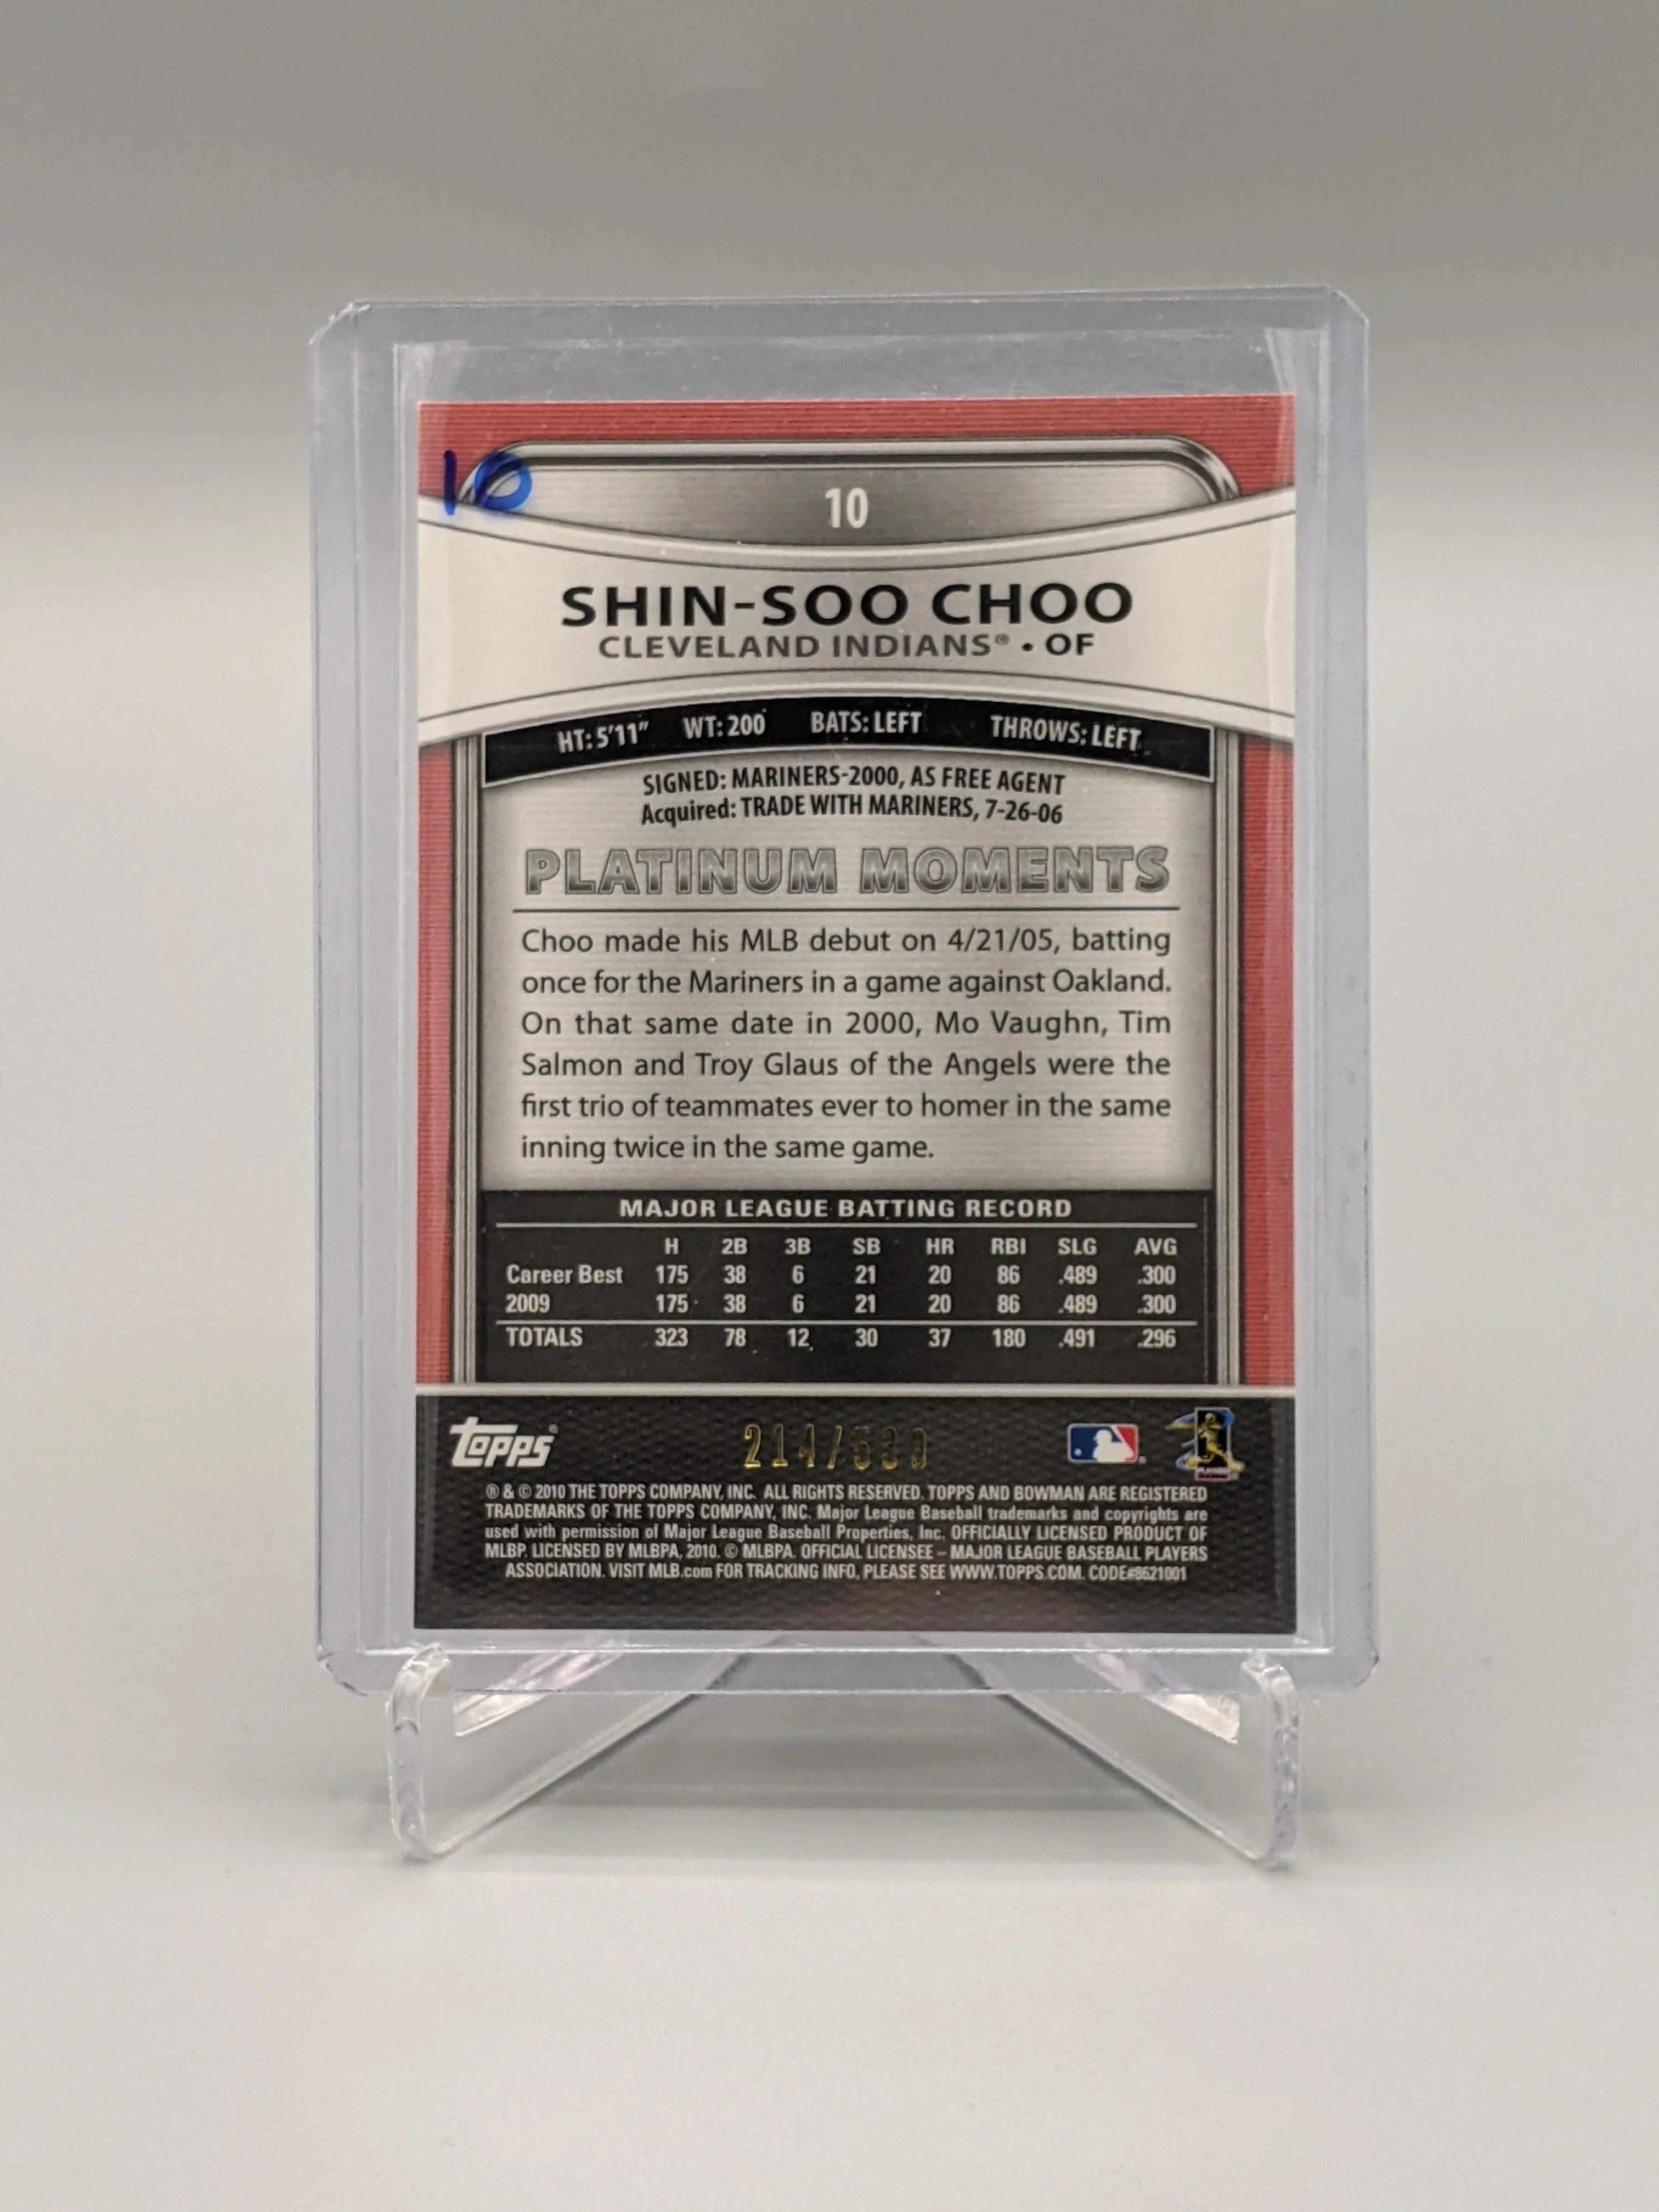 10
10
SHIN-SOO CHOO
CLEVELAND INDIANS® • OF
HT: 5'11" WT: 200 BATS: LEFT THROWS: LEFT
SIGNED: MARINERS-2000, AS FREE AGENT
Acquired: TRADE WITH MARINERS, 7-26-06
PLATINUM MOMENTS
Choo made his MLB debut on 4/21/05, batting
once for the Mariners in a game against Oakland.
On that same date in 2000, Mo Vaughn, Tim
Salmon and Troy Glaus of the Angels were the
first trio of teammates ever to homer in the same
inning twice in the same game.
MAJOR LEAGUE BATTING RECORD
H 2B 3B SB HR RBI SLG AVG
Career Best 175 38 6 21 20 86 .489 .300
2009 175 38 6 21 20 86 .489 .300
TOTALS 323 78 12 30 37 180 .491 .296
Topps® 214/
® & © 2010 THE TOPPS COMPANY, INC. ALL RIGHTS RESERVED. TOPPS AND BOWMAN ARE REGISTERED
TRADEMARKS OF THE TOPPS COMPANY, INC. Major League Baseball trademarks and copyrights are
used with permission of Major League Baseball Properties, Inc. OFFICIALLY LICENSED PRODUCT OF
MLBP. LICENSED BY MLBPA, 2010. © MLBPA. OFFICIAL LICENSEE – MAJOR LEAGUE BASEBALL PLAYERS
ASSOCIATION. VISIT MLB.com FOR TRACKING INFO, PLEASE SEE WWW.TOPPS.COM. CODE#8621001